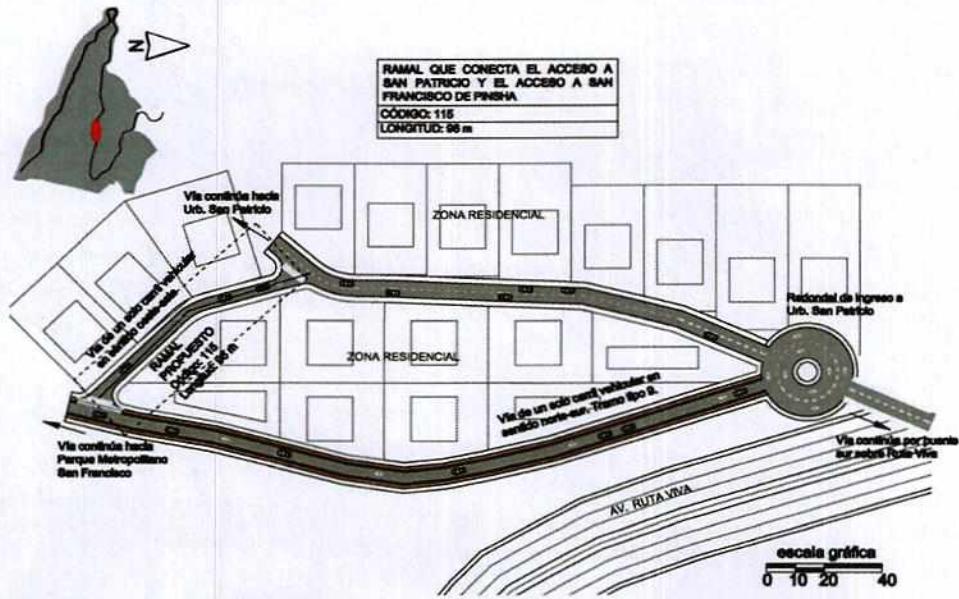 N
RAMAL QUE CONECTA EL ACCESO A
SAN PATRICIO Y EL ACCESO A SAN
FRANCISCO DE PINSHA
CÓDIGO: 115
LONGITUD: 96 m
Vía continúa hacia
Urb. San Patricio
ZONA RESIDENCIAL
Vía de un solo carril vehicular
en sentido oeste-este.
Redondel de ingreso a
Urb. San Patricio
RAMAL
PROPUESTO
Código: 115
Longitud: 96 m
ZONA RESIDENCIAL
Vía de un solo carril vehicular en
sentido norte-sur. Tramo tipo 9.
Vía continúa hacia
Parque Metropolitano
San Francisco
Vía continúa por puente
sur sobre Ruta Viva
AV. RUTA VIVA
escala gráfica
0 10 20 40